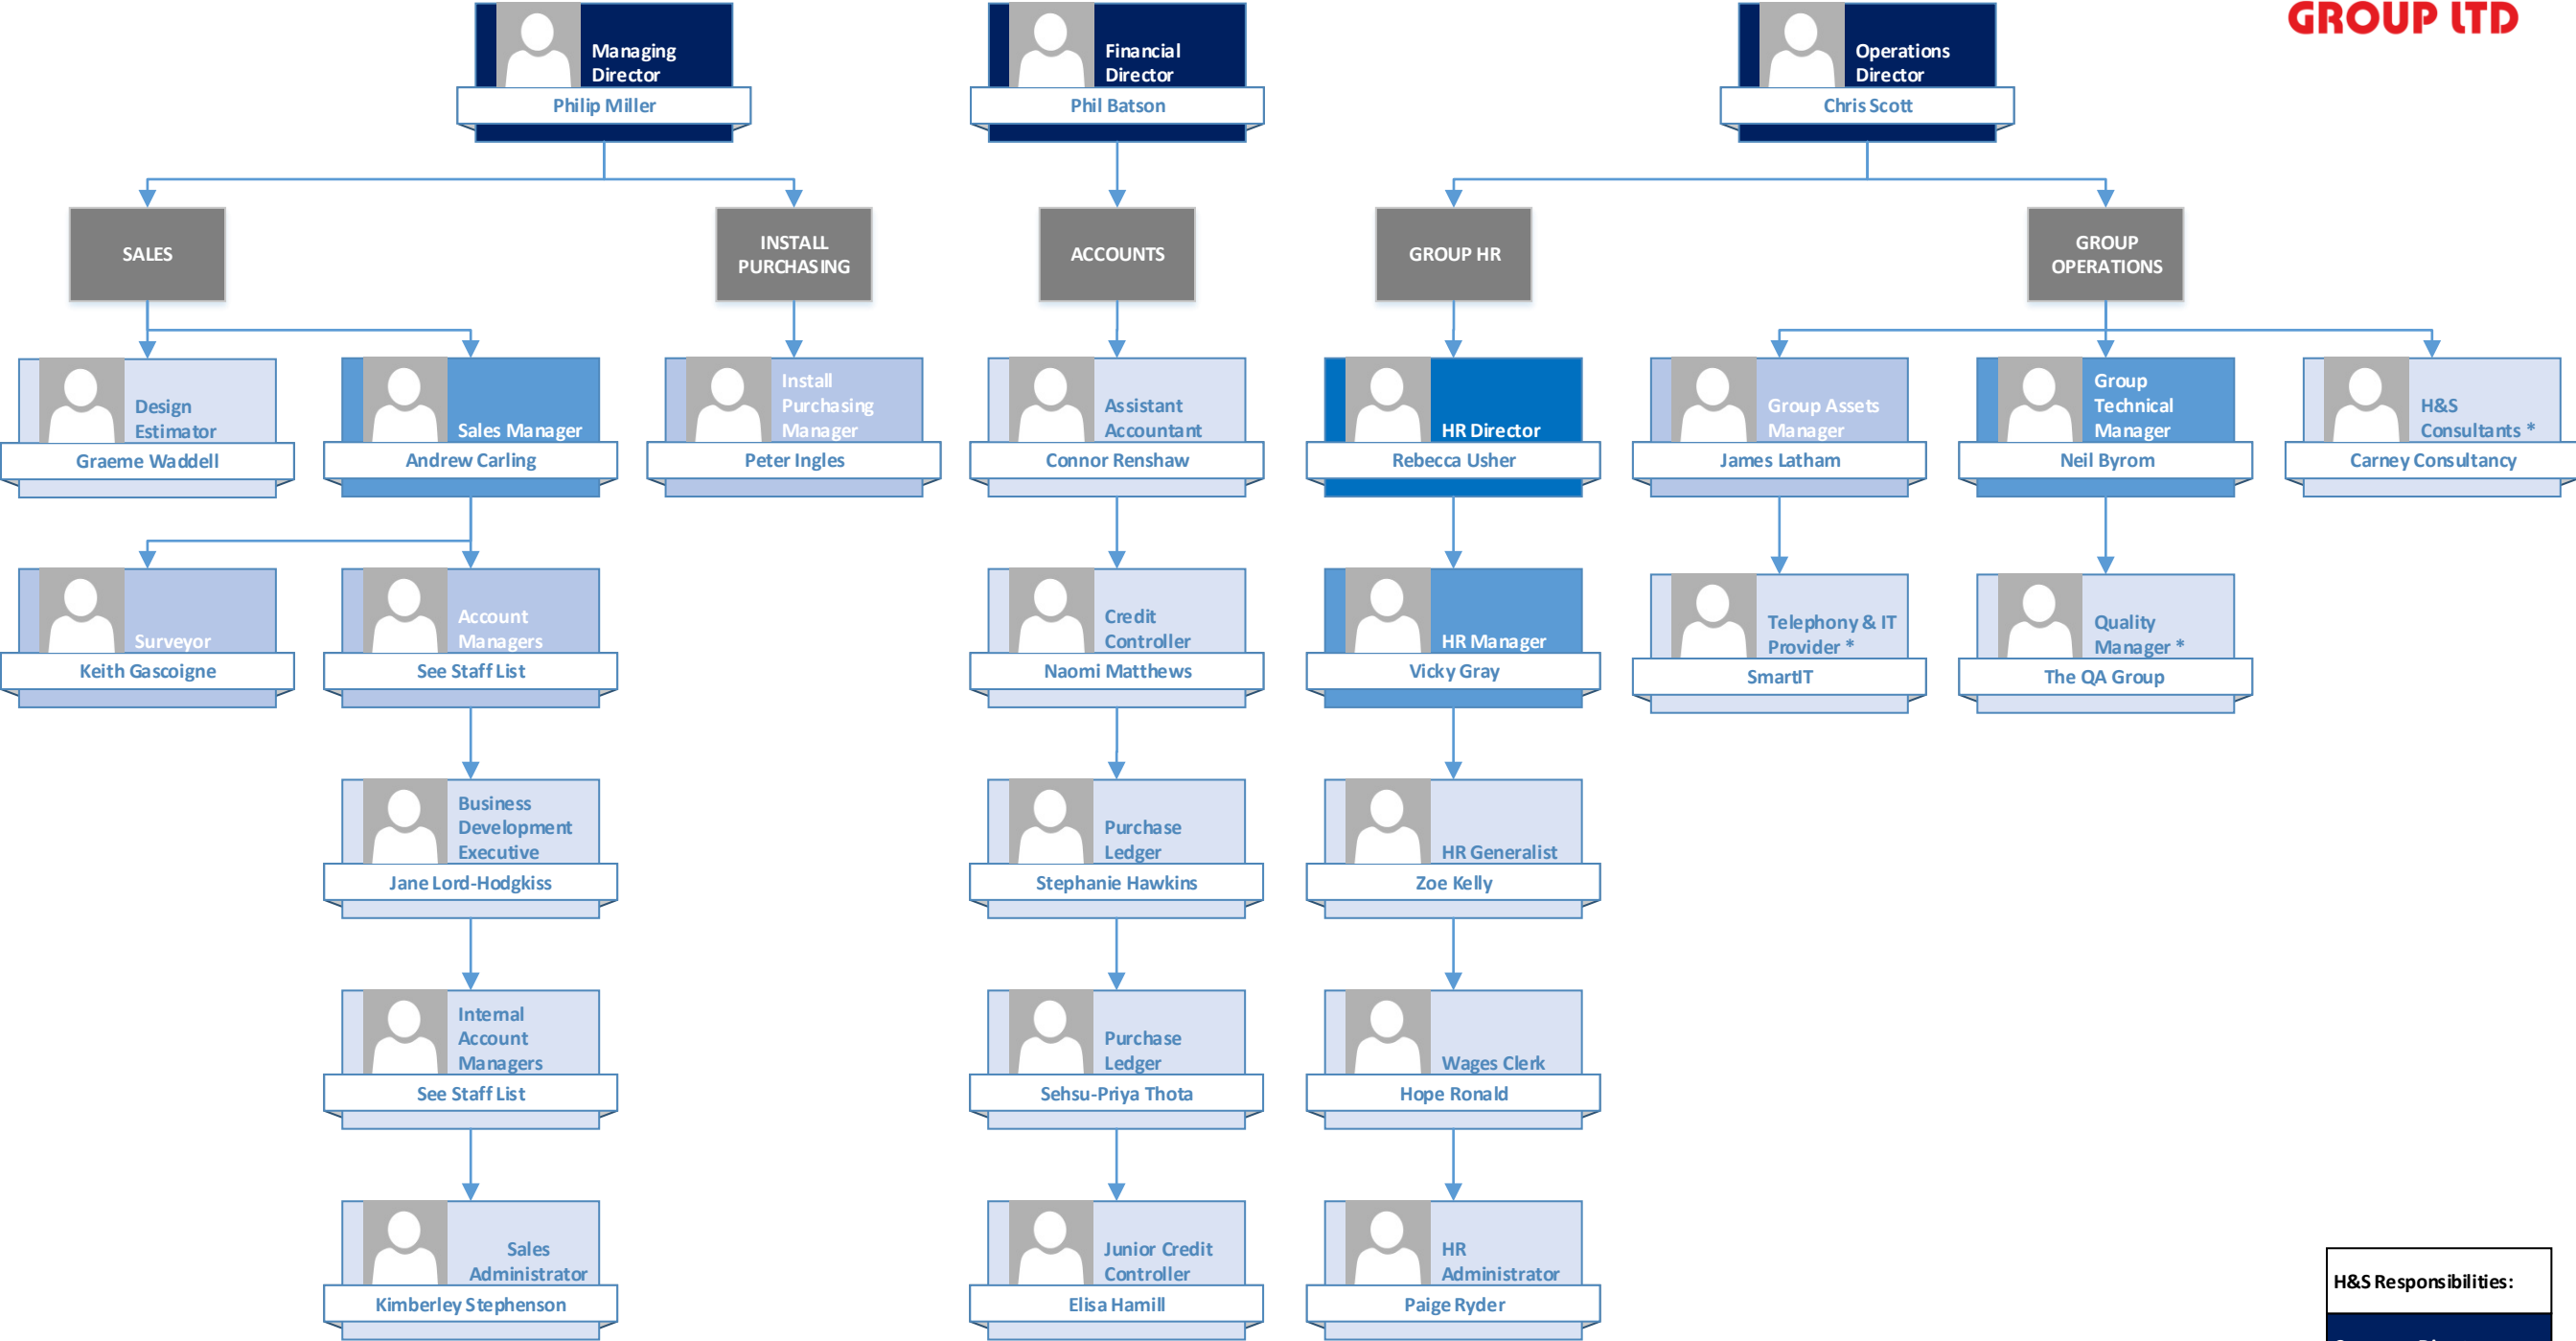 GROUP LTD
Managing
Director
Philip Miller
Financial
Director
Phil Batson
Operations
Director
Chris Scott
SALES
INSTALL
PURCHASING
ACCOUNTS
GROUP HR
GROUP
OPERATIONS
Design
Estimator
Graeme Waddell
Sales Manager
Andrew Carling
Install
Purchasing
Manager
Peter Ingles
Assistant
Accountant
Connor Renshaw
HR Director
Rebecca Usher
Group Assets
Manager
James Latham
Group
Technical
Manager
Neil Byrom
H&S
Consultants *
Carney Consultancy
Surveyor
Keith Gascoigne
Account
Managers
See Staff List
Credit
Controller
Naomi Matthews
HR Manager
Vicky Gray
Telephony & IT
Provider *
SmartIT
Quality
Manager *
The QA Group
Business
Development
Executive
Jane Lord-Hodgkiss
Purchase
Ledger
Stephanie Hawkins
HR Generalist
Zoe Kelly
Internal
Account
Managers
See Staff List
Purchase
Ledger
Sehsu-Priya Thota
Wages Clerk
Hope Ronald
Sales
Administrator
Kimberley Stephenson
Junior Credit
Controller
Elisa Hamill
HR
Administrator
Paige Ryder
H&S Responsibilities: